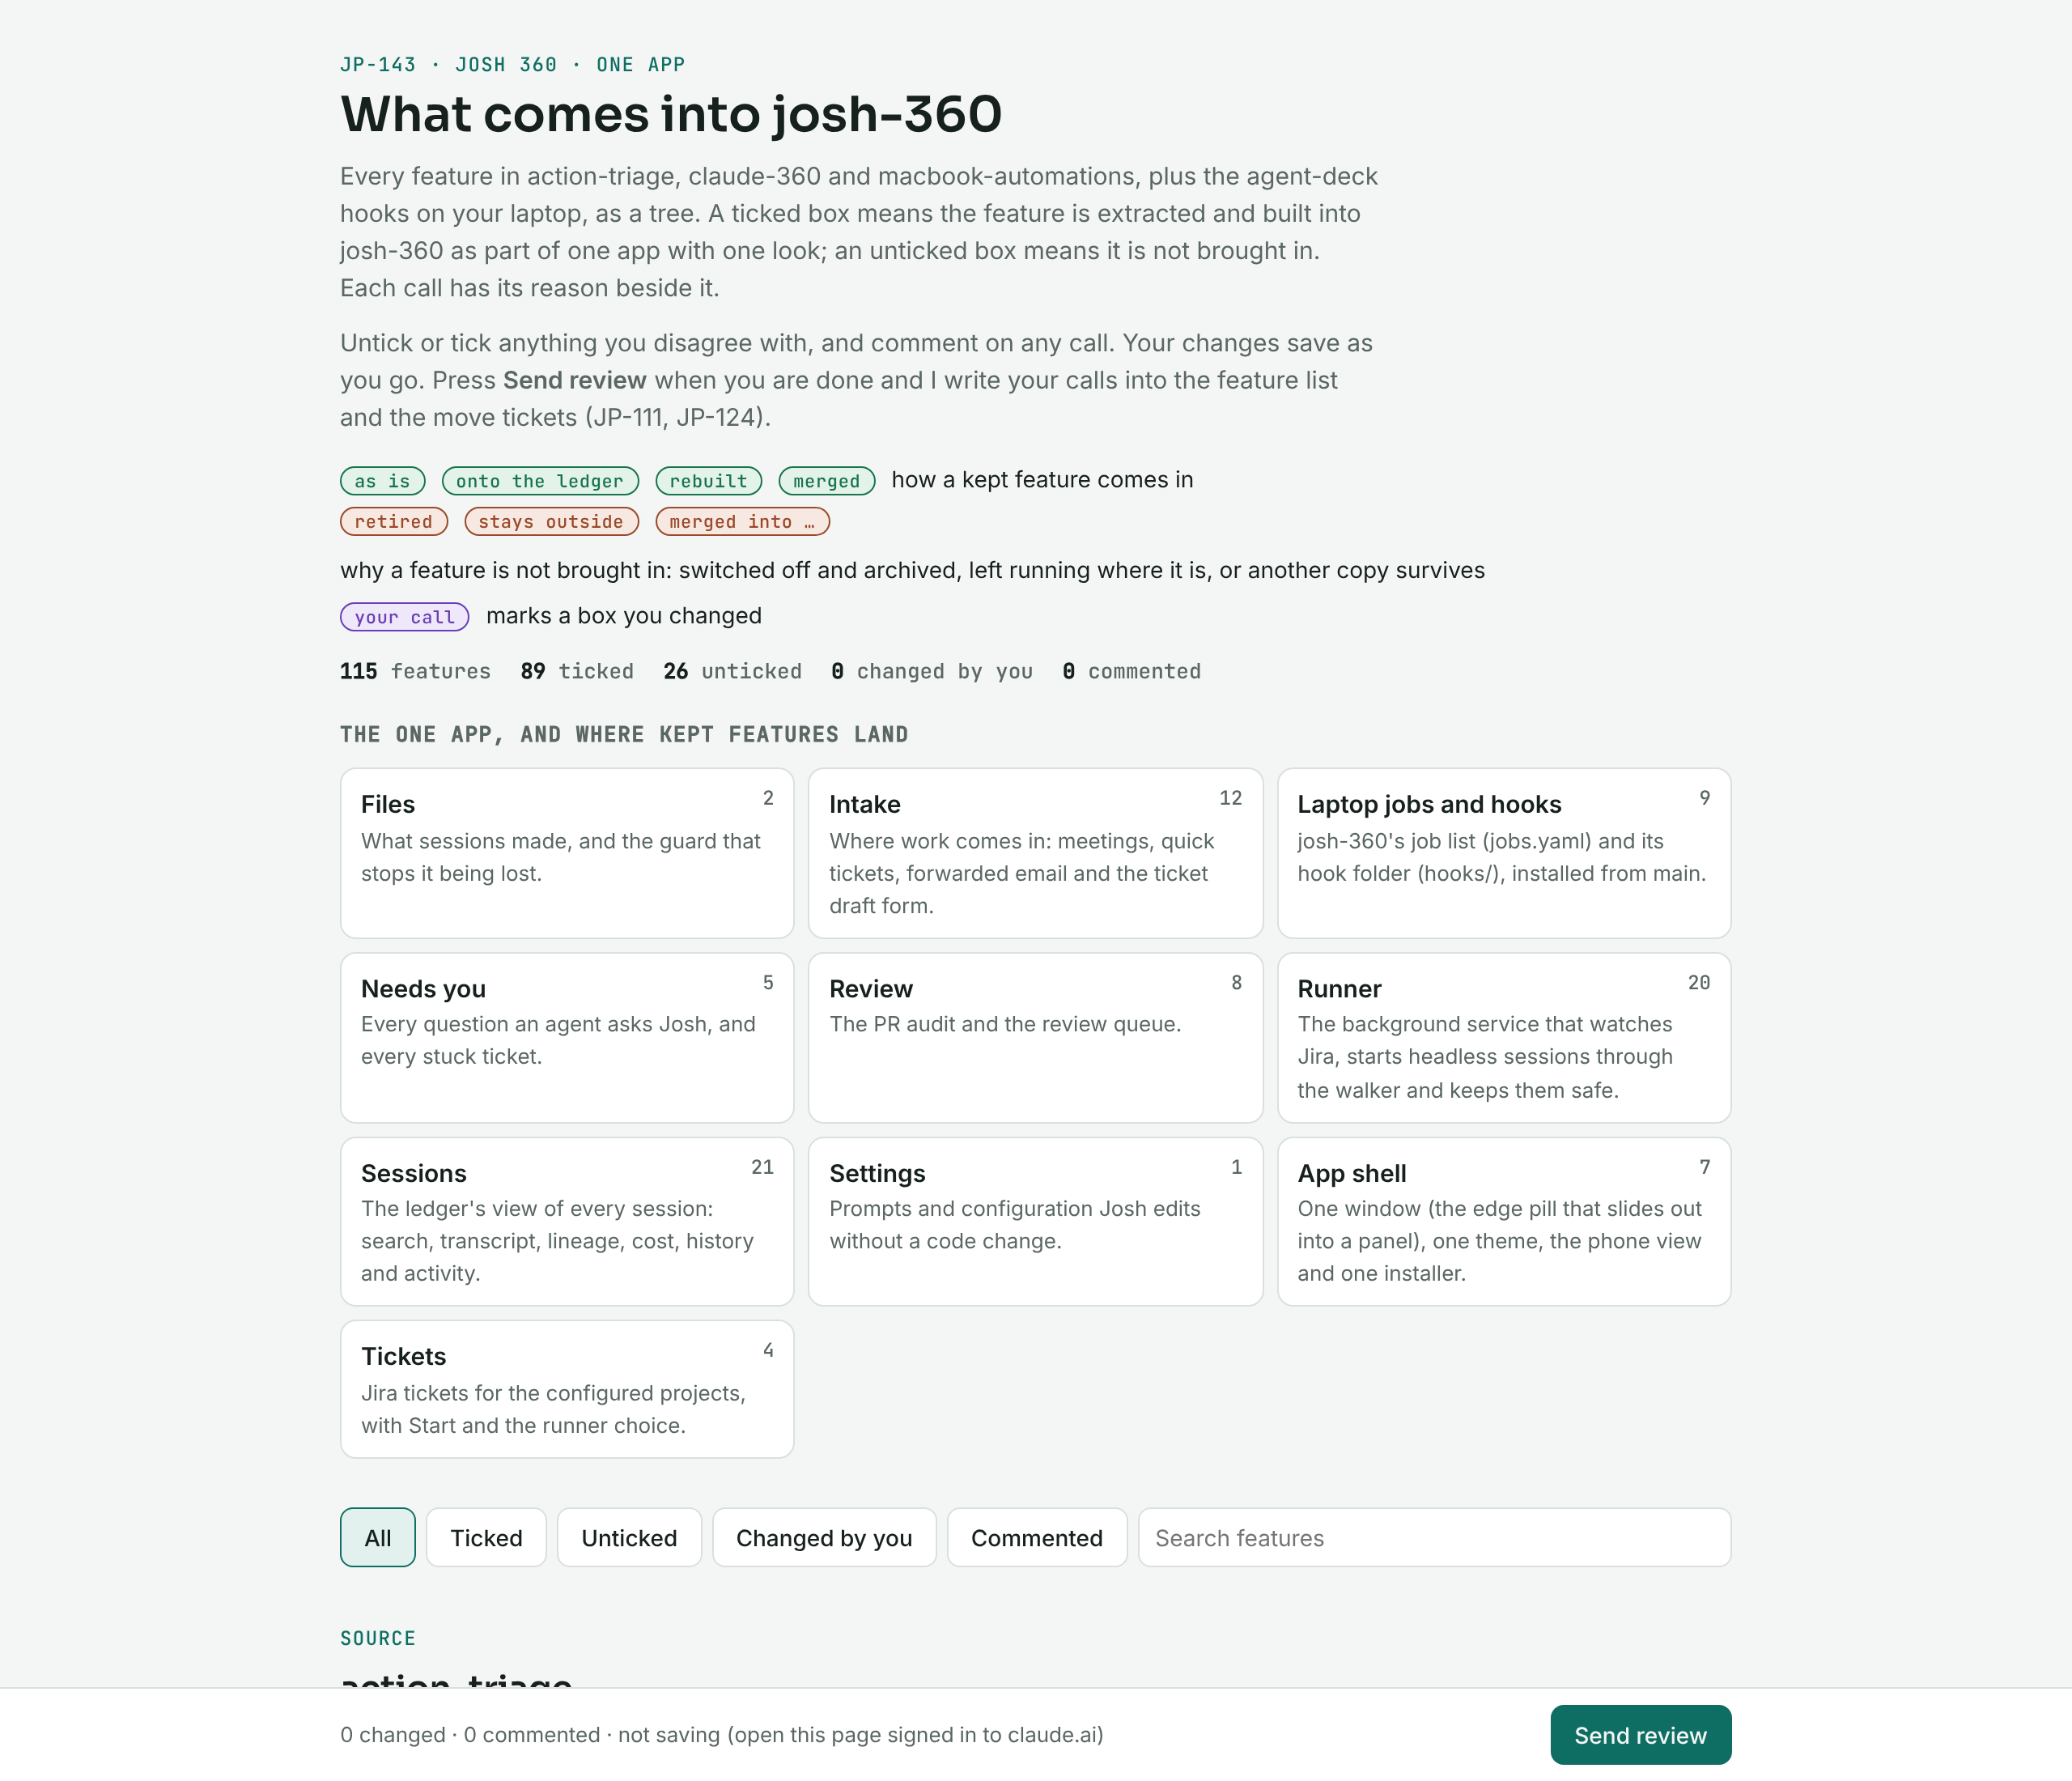 JP-143 · JOSH 360 · ONE APP
What comes into josh-360
Every feature in action-triage, claude-360 and macbook-automations, plus the agent-deck
hooks on your laptop, as a tree. A ticked box means the feature is extracted and built into
josh-360 as part of one app with one look; an unticked box means it is not brought in.
Each call has its reason beside it.
Untick or tick anything you disagree with, and comment on any call. Your changes save as
you go. Press Send review when you are done and I write your calls into the feature list
and the move tickets (JP-111, JP-124).
as is onto the ledger rebuilt merged how a kept feature comes in
retired stays outside merged into …
why a feature is not brought in: switched off and archived, left running where it is, or another copy survives
your call marks a box you changed
115 features 89 ticked 26 unticked 0 changed by you 0 commented
THE ONE APP, AND WHERE KEPT FEATURES LAND
Files 2
What sessions made, and the guard that
stops it being lost.
Intake 12
Where work comes in: meetings, quick
tickets, forwarded email and the ticket
draft form.
Laptop jobs and hooks 9
josh-360's job list (jobs.yaml) and its
hook folder (hooks/), installed from main.
Needs you 5
Every question an agent asks Josh, and
every stuck ticket.
Review 8
The PR audit and the review queue.
Runner 20
The background service that watches
Jira, starts headless sessions through
the walker and keeps them safe.
Sessions 21
The ledger's view of every session:
search, transcript, lineage, cost, history
and activity.
Settings 1
Prompts and configuration Josh edits
without a code change.
App shell 7
One window (the edge pill that slides out
into a panel), one theme, the phone view
and one installer.
Tickets 4
Jira tickets for the configured projects,
with Start and the runner choice.
All Ticked Unticked Changed by you Commented Search features
SOURCE
action-triage
0 changed · 0 commented · not saving (open this page signed in to claude.ai) Send review